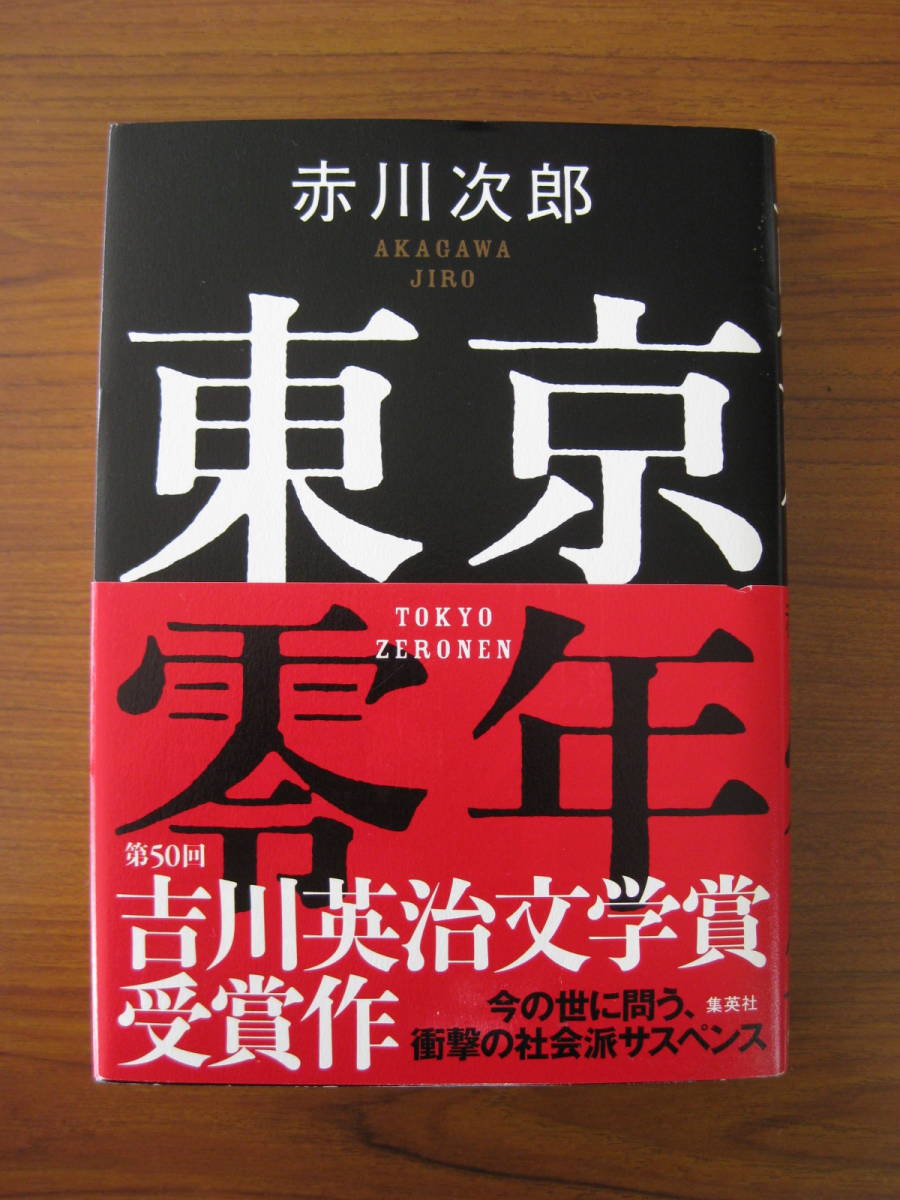 赤川次郎
AKAGAWA
JIRO
東京
TOKYO
ZERONEN
零年
第50回
吉川英治文学賞
受賞作
今の世に問う、
衝撃の社会派サスペンス
集英社